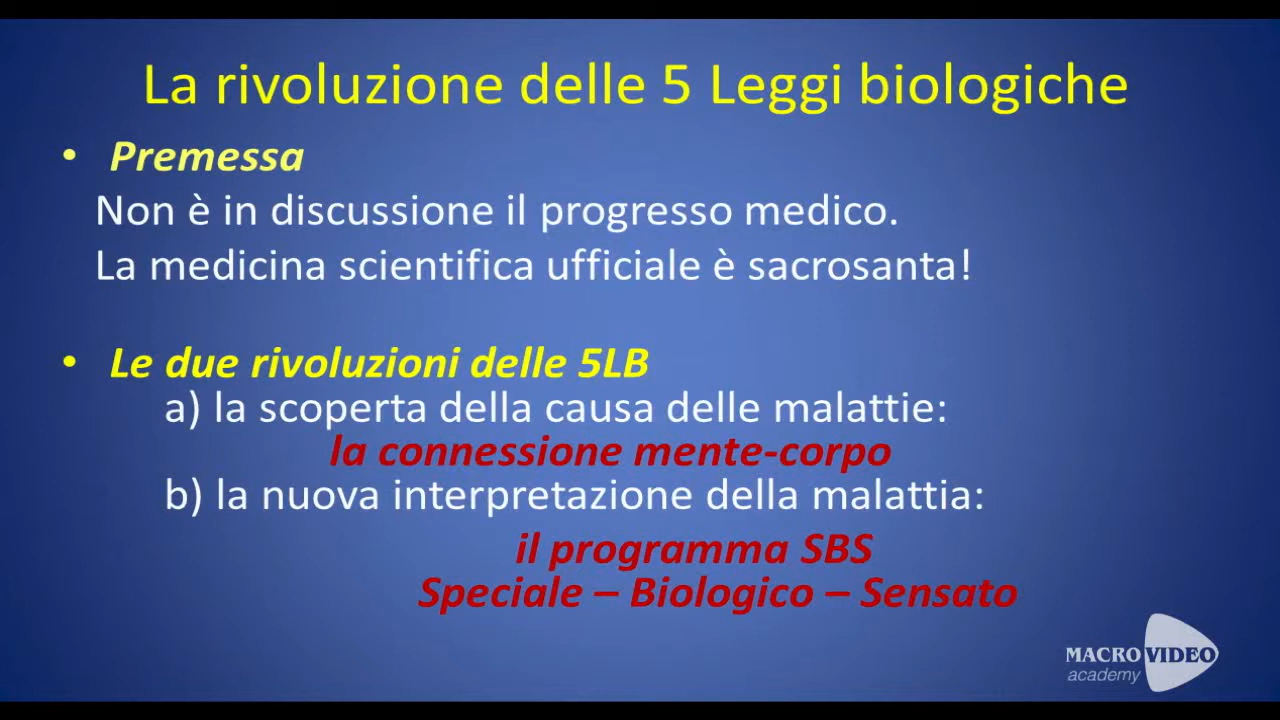 La rivoluzione delle 5 Leggi biologiche
• Premessa
Non è in discussione il progresso medico.
La medicina scientifica ufficiale è sacrosanta!
• Le due rivoluzioni delle 5LB
a) la scoperta della causa delle malattie:
la connessione mente-corpo
b) la nuova interpretazione della malattia:
il programma SBS
Speciale – Biologico – Sensato
MACRO VIDEO
academy